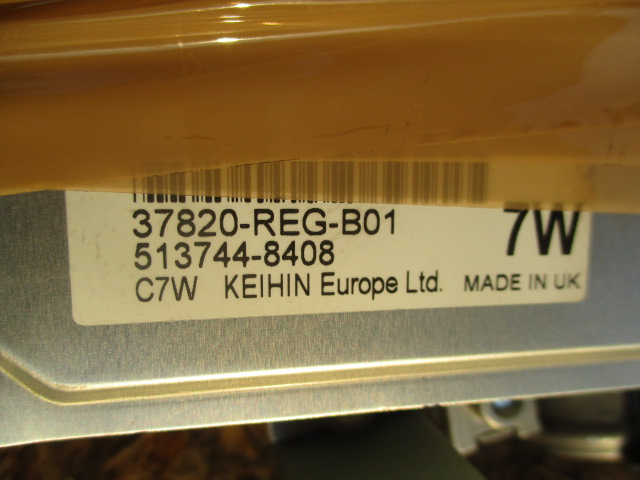 37820-REG-B01
7W
513744-8408
C7W KEIHIN Europe Ltd. MADE IN UK